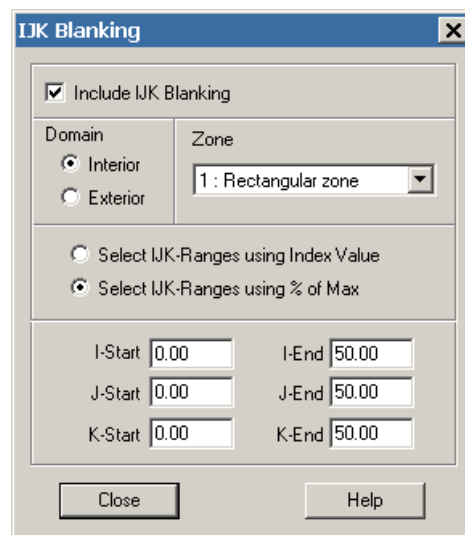 IJK Blanking
Include IJK Blanking
Domain
Interior
Exterior
Zone
1 : Rectangular zone
Select IJK-Ranges using Index Value
Select IJK-Ranges using % of Max
I-Start 0.00 I-End 50.00
J-Start 0.00 J-End 50.00
K-Start 0.00 K-End 50.00
Close Help